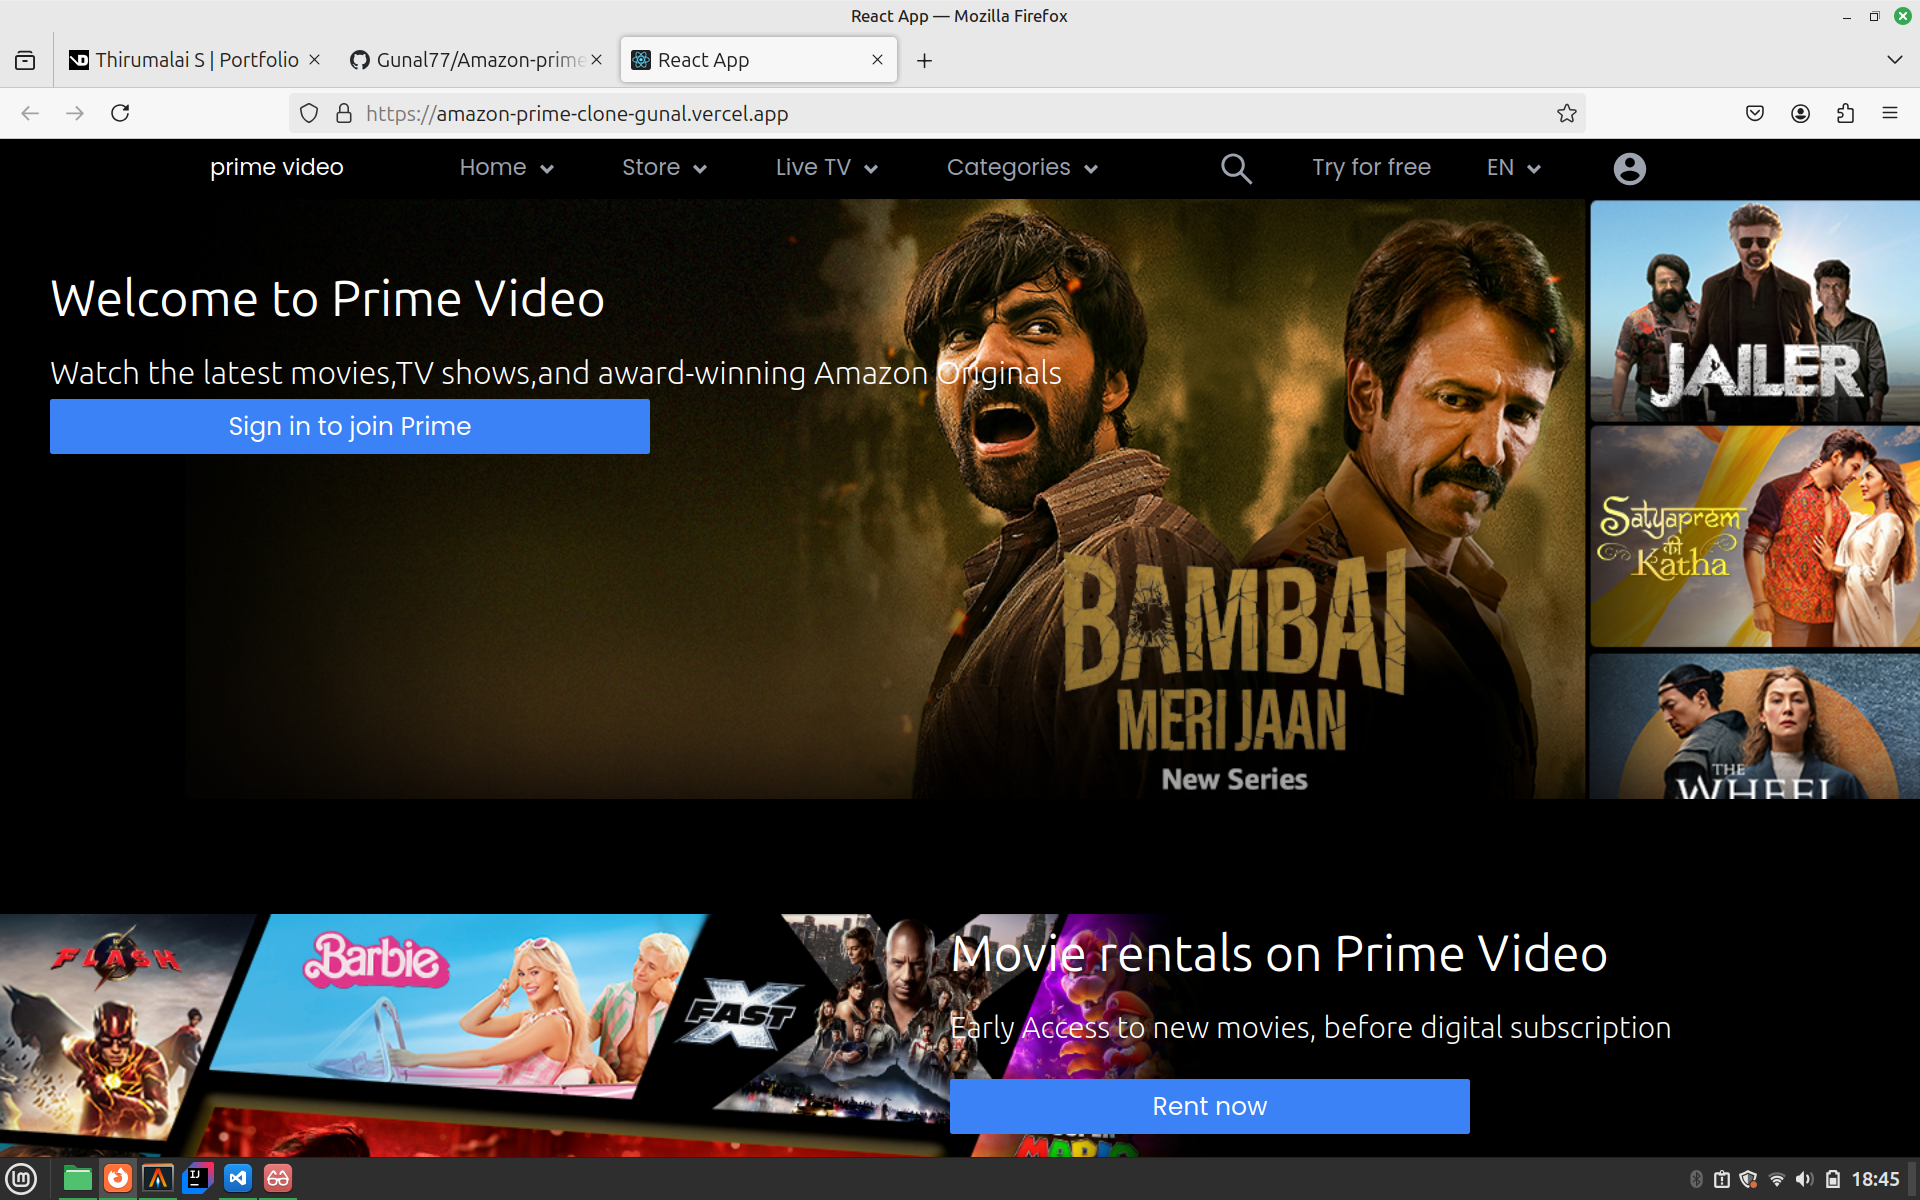 React App — Mozilla Firefox
Thirumalai S | Portfolio
Gunal77/Amazon-prime
React App
https://amazon-prime-clone-gunal.vercel.app
prime video
Home
Store
Live TV
Categories
Try for free
EN
Welcome to Prime Video
Watch the latest movies,TV shows,and award-winning Amazon Originals
Sign in to join Prime
BAMBAI
MERI JAAN
New Series
JAILER
Satyaprem
की
Katha
THE
WHEEL
FLASH
Barbie
FAST X
Movie rentals on Prime Video
Early Access to new movies, before digital subscription
Rent now
SUPER
MARIO
IJ
18:45